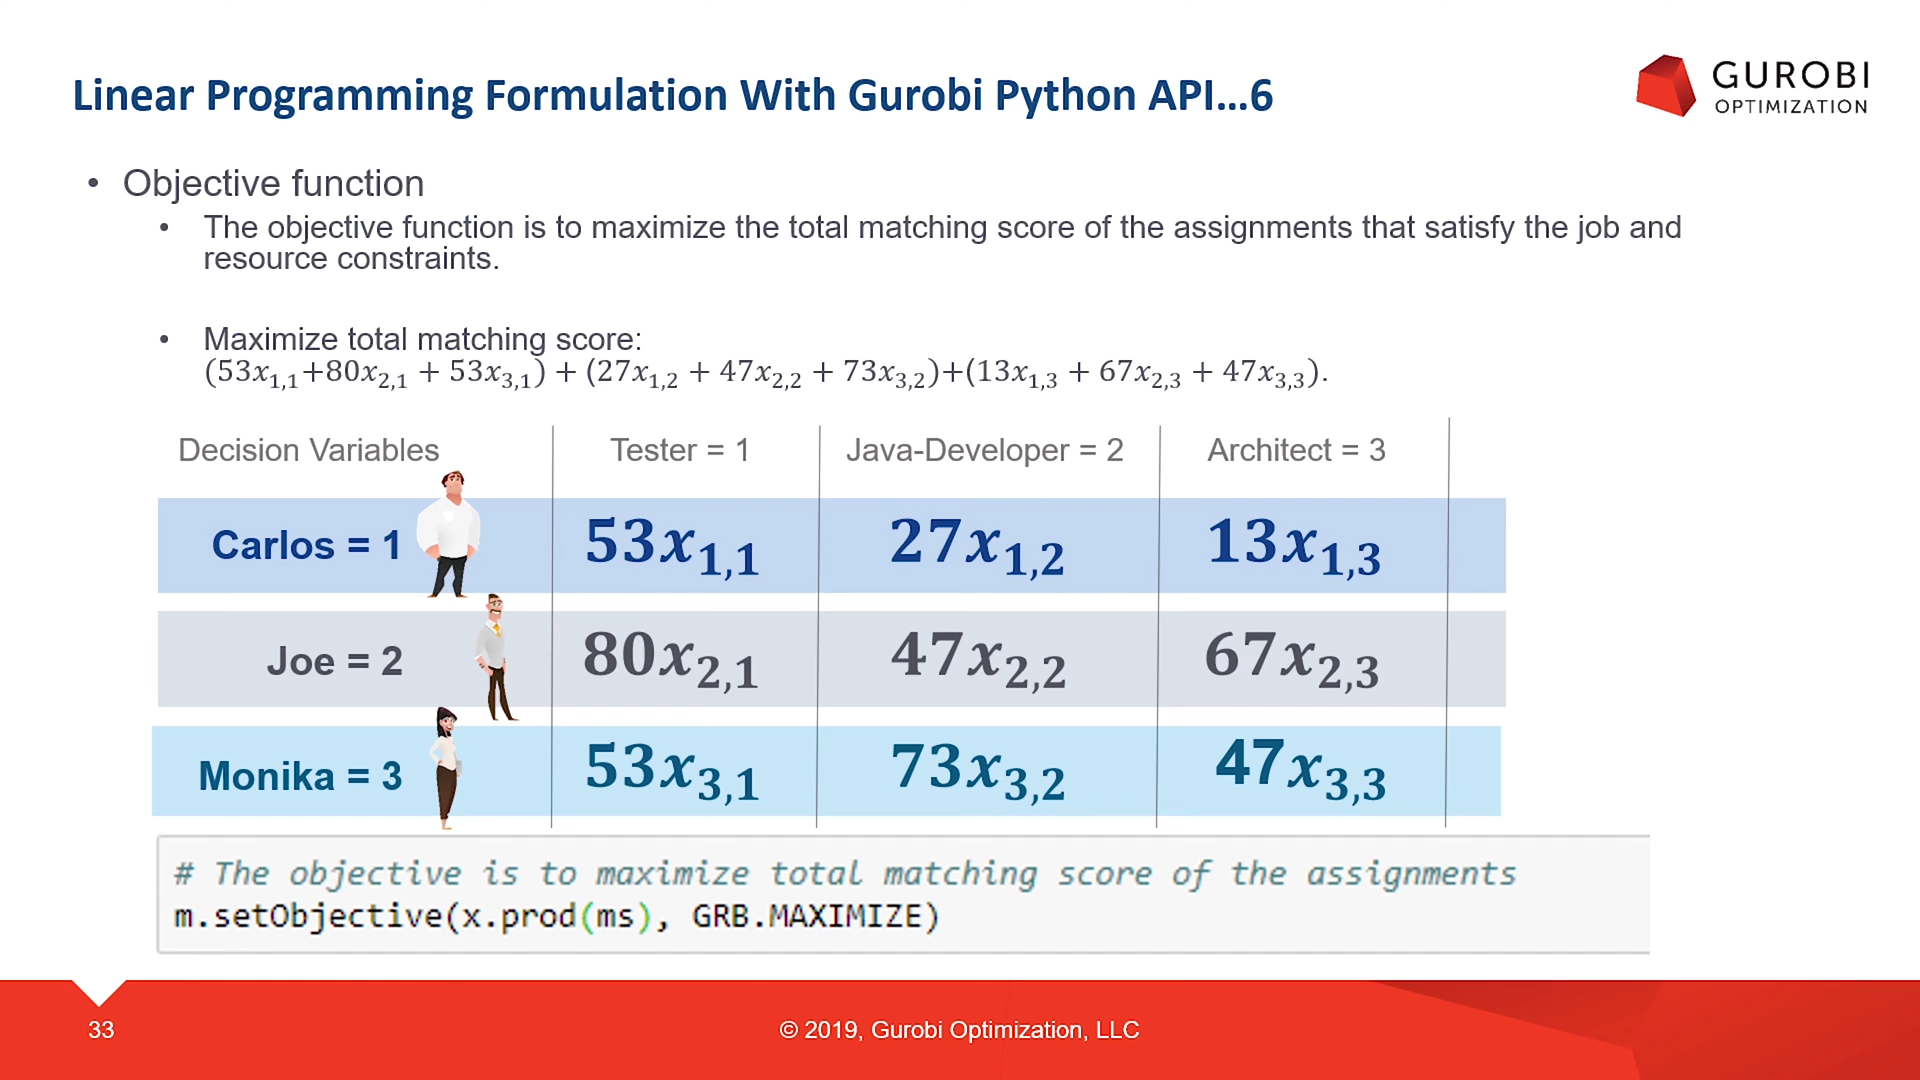 Linear Programming Formulation With Gurobi Python API…6
GUROBI
OPTIMIZATION
• Objective function
• The objective function is to maximize the total matching score of the assignments that satisfy the job and
resource constraints.
• Maximize total matching score:
(53x₁,₁+80x₂,₁ + 53x₃,₁) + (27x₁,₂ + 47x₂,₂ + 73x₃,₂)+(13x₁,₃ + 67x₂,₃ + 47x₃,₃).
Decision Variables Tester = 1 Java-Developer = 2 Architect = 3
Carlos = 1 53x₁,₁ 27x₁,₂ 13x₁,₃
Joe = 2 80x₂,₁ 47x₂,₂ 67x₂,₃
Monika = 3 53x₃,₁ 73x₃,₂ 47x₃,₃
# The objective is to maximize total matching score of the assignments
m.setObjective(x.prod(ms), GRB.MAXIMIZE)
33
© 2019, Gurobi Optimization, LLC